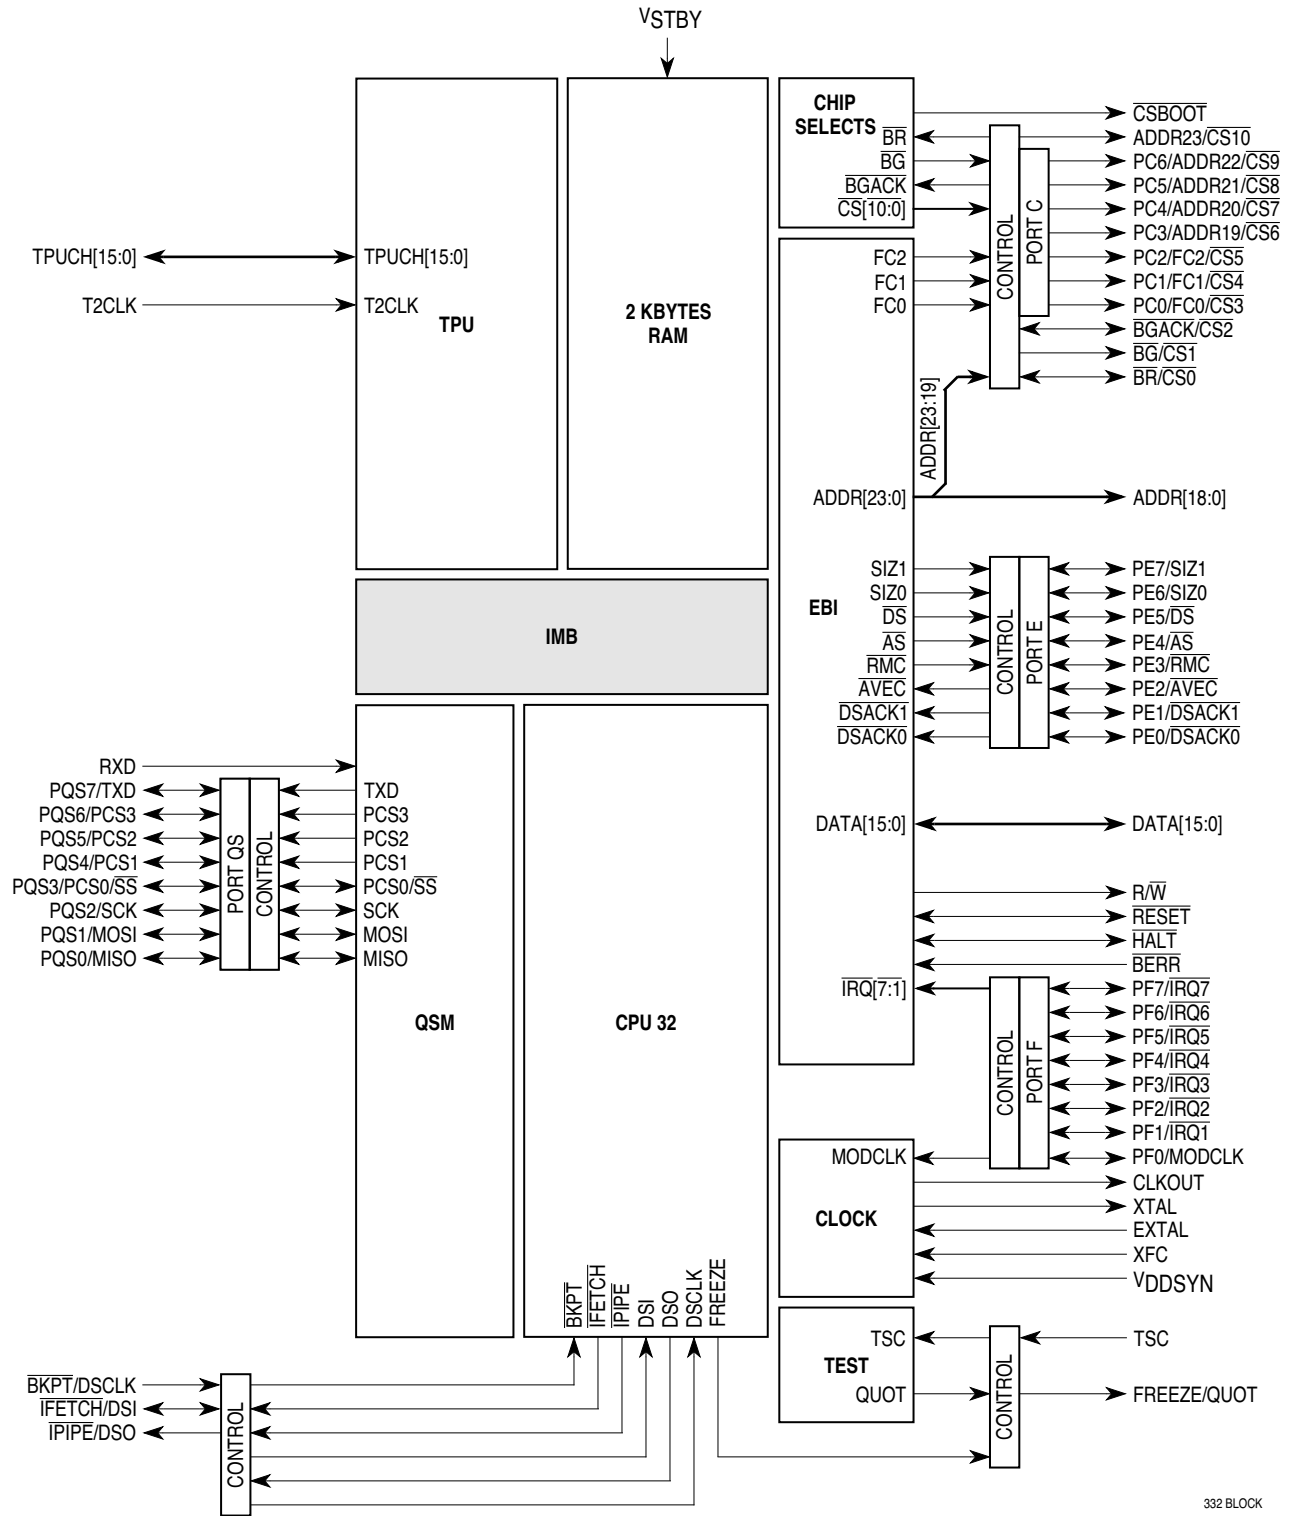 VSTBY
CHIP
SELECTS
BR
BG
BGACK
CS[10:0]
CONTROL
PORT C
CSBOOT
ADDR23/CS10
PC6/ADDR22/CS9
PC5/ADDR21/CS8
PC4/ADDR20/CS7
PC3/ADDR19/CS6
PC2/FC2/CS5
PC1/FC1/CS4
PC0/FC0/CS3
BGACK/CS2
BG/CS1
BR/CS0
TPUCH[15:0]
T2CLK
TPUCH[15:0]
T2CLK
TPU
2 KBYTES
RAM
FC2
FC1
FC0
ADDR[23:19]
ADDR[23:0]
ADDR[18:0]
EBI
SIZ1
SIZ0
DS
AS
RMC
AVEC
DSACK1
DSACK0
CONTROL
PORT E
PE7/SIZ1
PE6/SIZ0
PE5/DS
PE4/AS
PE3/RMC
PE2/AVEC
PE1/DSACK1
PE0/DSACK0
IMB
DATA[15:0]
DATA[15:0]
R/W
RESET
HALT
BERR
IRQ[7:1]
CONTROL
PORT F
PF7/IRQ7
PF6/IRQ6
PF5/IRQ5
PF4/IRQ4
PF3/IRQ3
PF2/IRQ2
PF1/IRQ1
PF0/MODCLK
RXD
PQS7/TXD
PQS6/PCS3
PQS5/PCS2
PQS4/PCS1
PQS3/PCS0/SS
PQS2/SCK
PQS1/MOSI
PQS0/MISO
PORT QS
CONTROL
TXD
PCS3
PCS2
PCS1
PCS0/SS
SCK
MOSI
MISO
QSM
CPU 32
MODCLK
CLOCK
CLKOUT
XTAL
EXTAL
XFC
VDDSYN
BKPT
IFETCH
IPIPE
DSI
DSO
DSCLK
FREEZE
TSC
TEST
QUOT
CONTROL
TSC
FREEZE/QUOT
BKPT/DSCLK
IFETCH/DSI
IPIPE/DSO
CONTROL
332 BLOCK